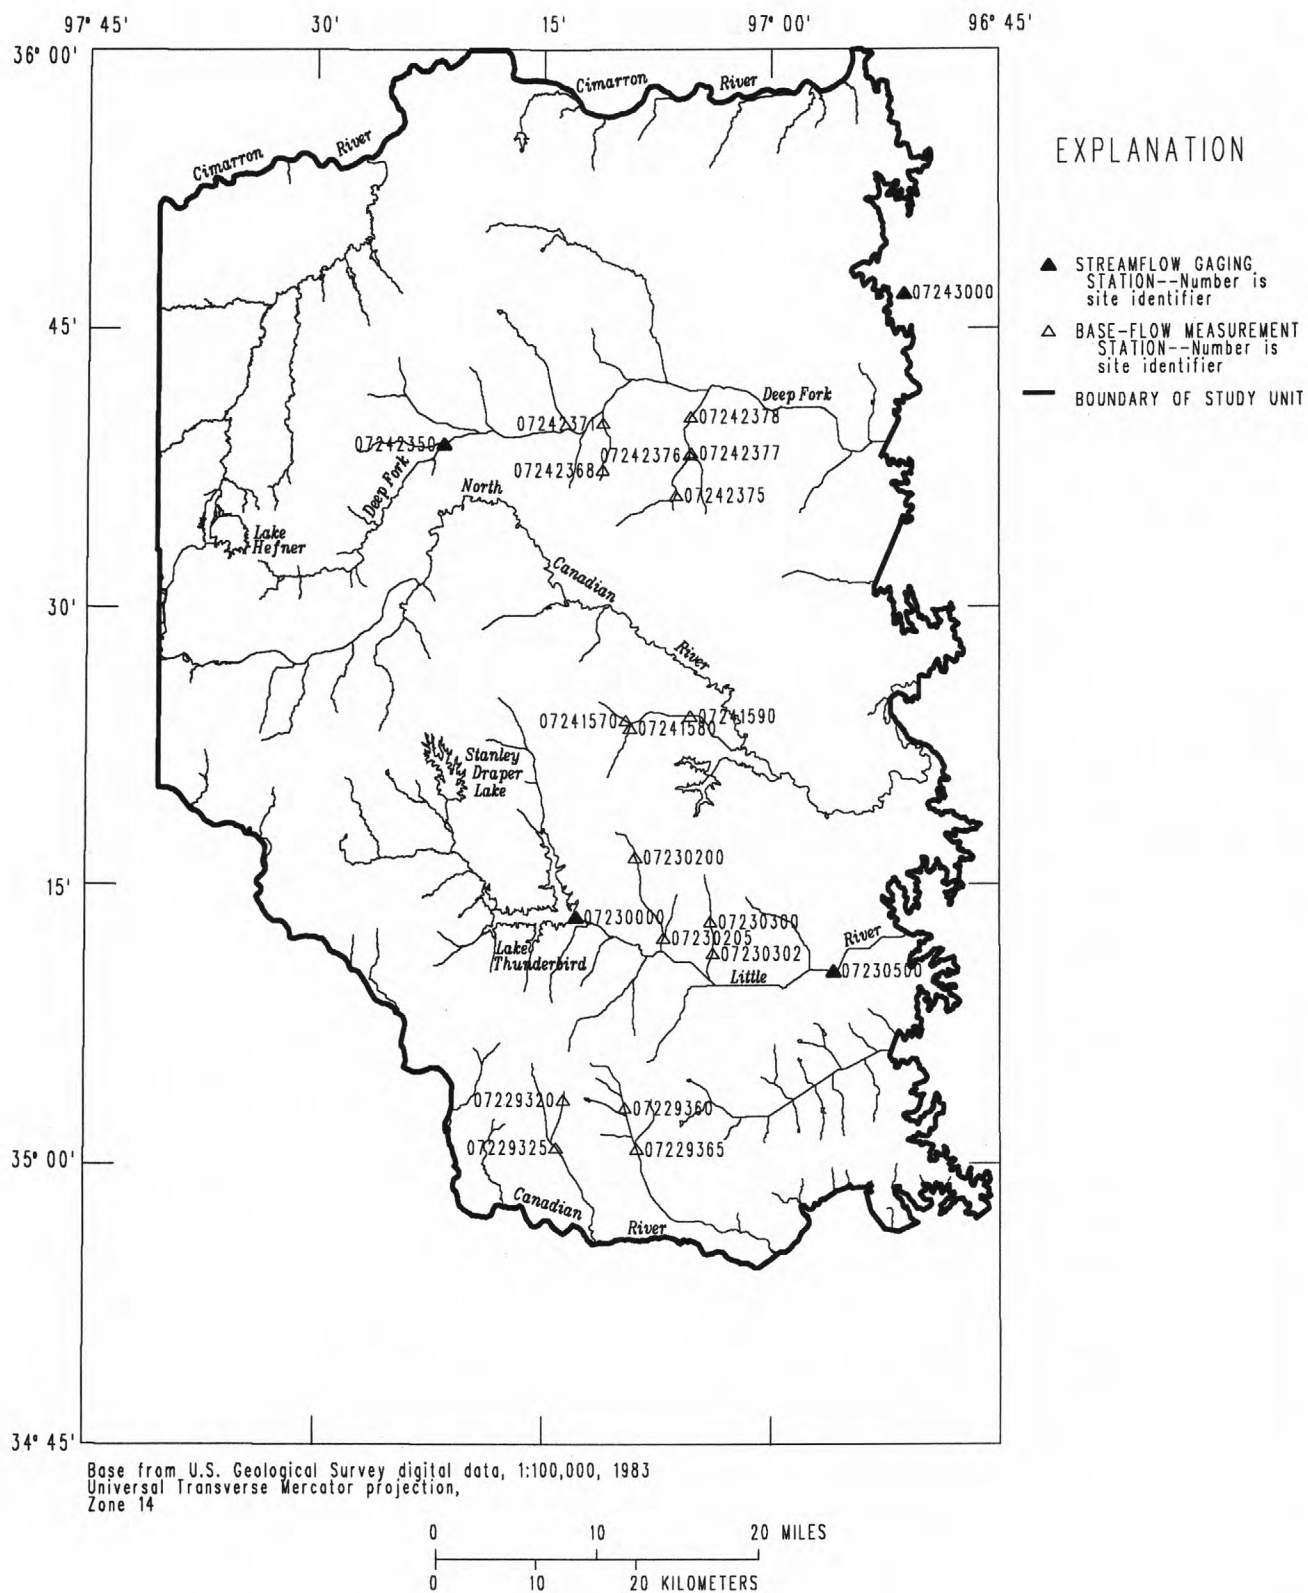 97° 45' 30' 15' 97° 00' 96° 45'
36° 00'
Cimarron River
Cimarron River
EXPLANATION
STREAMFLOW GAGING
STATION--Number is
site identifier
07243000
45'
BASE-FLOW MEASUREMENT
STATION--Number is
site identifier
BOUNDARY OF STUDY UNIT
Deep Fork
07242371
07242378
07242350
07242376
07242377
07242368
Deep Fork
North
07242375
Lake
Hefner
Canadian
30'
River
07241570
07241590
07241580
Stanley
Draper
Lake
07230200
15'
07230000
07230300
07230205
River
Lake
Thunderbird
07230302
Little
07230500
07229320
07229360
07229325
07229365
35° 00'
Canadian
River
34° 45'
Base from U.S. Geological Survey digital data, 1:100,000, 1983
Universal Transverse Mercator projection,
Zone 14
0 10 20 MILES
0 10 20 KILOMETERS